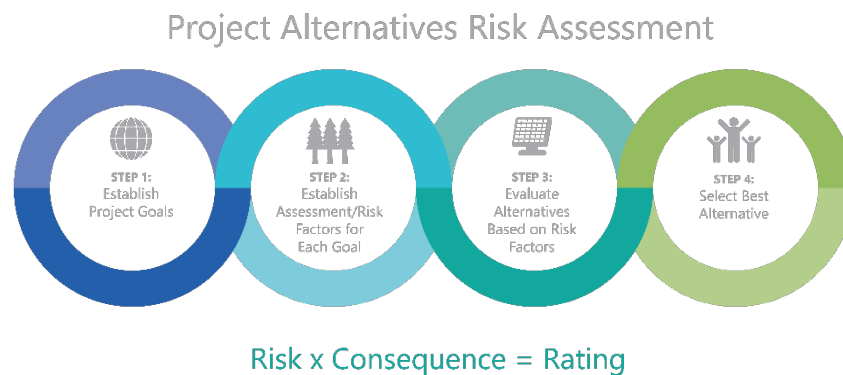 Project Alternatives Risk Assessment
STEP 1:
Establish
Project Goals
STEP 2:
Establish
Assessment/Risk
Factors for
Each Goal
STEP 3:
Evaluate
Alternatives
Based on Risk
Factors
STEP 4:
Select Best
Alternative
Risk x Consequence = Rating